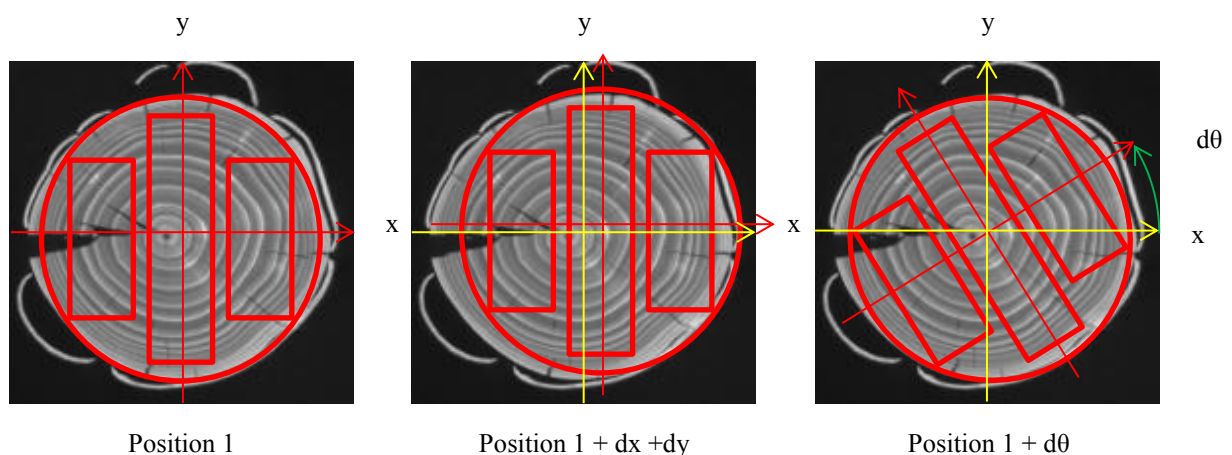 y
y
y
dθ
x
x
x
Position 1
Position 1 + dx +dy
Position 1 + dθ